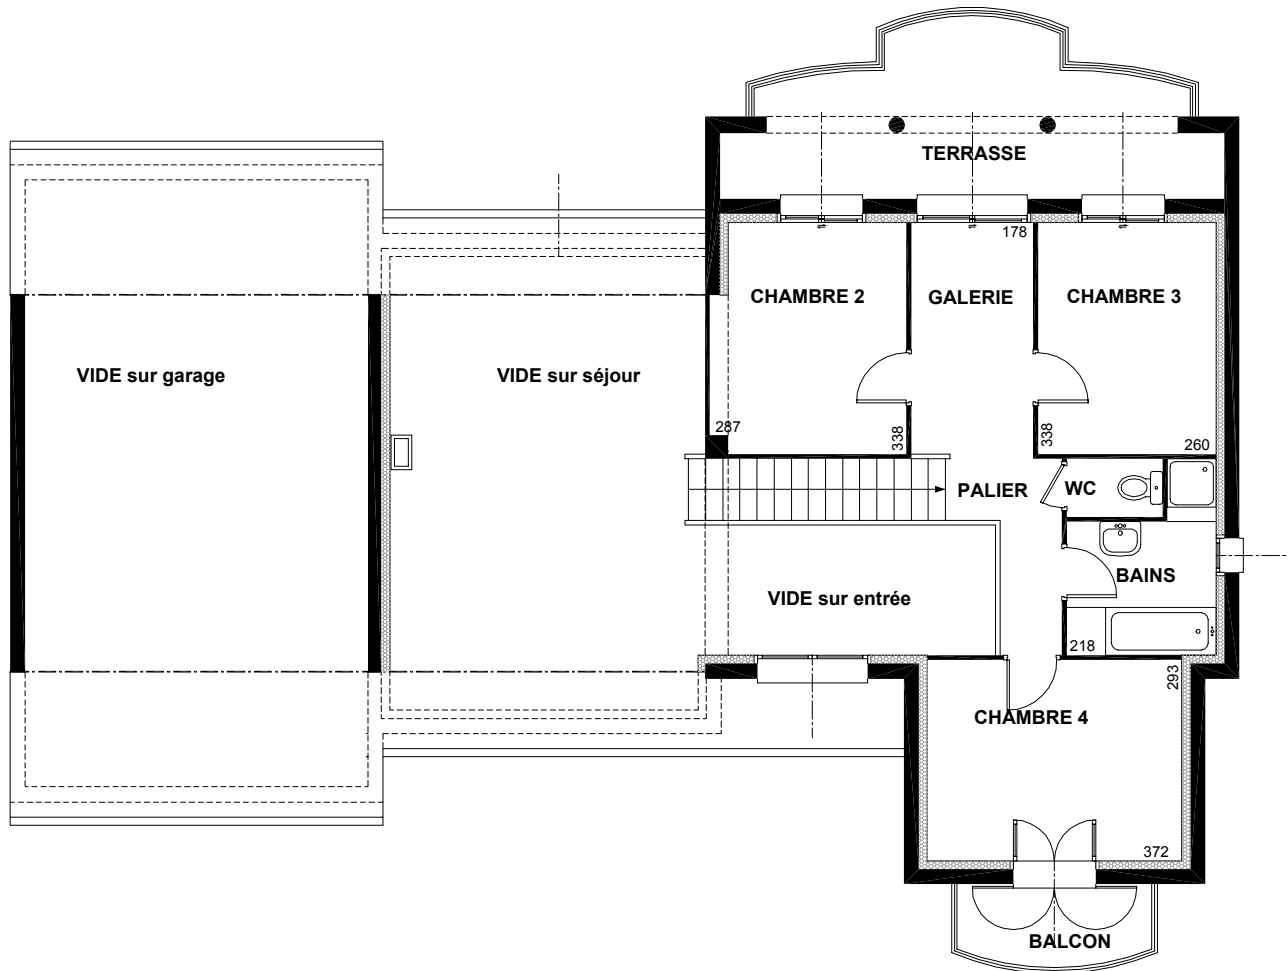 TERRASSE
178
CHAMBRE 2
GALERIE
CHAMBRE 3
VIDE sur garage
VIDE sur séjour
287
338
338
260
PALIER
WC
BAINS
VIDE sur entrée
218
293
CHAMBRE 4
372
BALCON